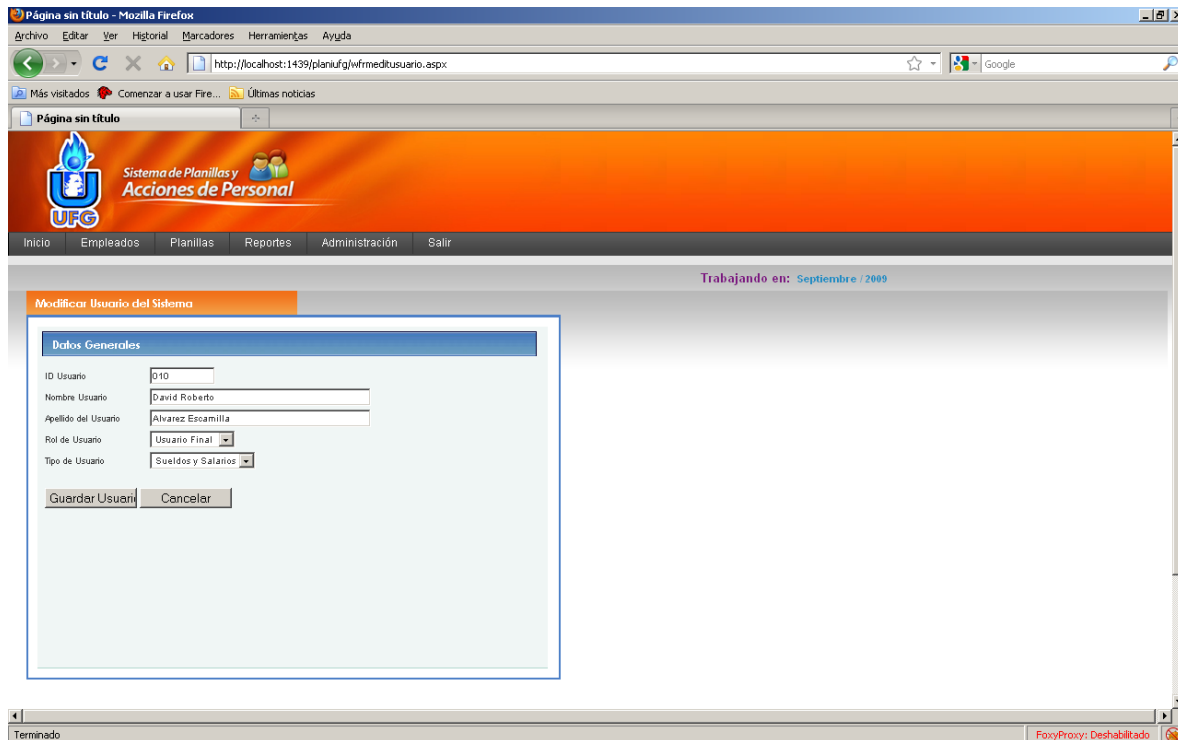 Página sin título - Mozilla Firefox
Archivo Editar Ver Historial Marcadores Herramientas Ayuda
http://localhost:1439/planiufg/wfrmeditusuario.aspx Google
Más visitados Comenzar a usar Fire... Últimas noticias
Página sin título
Sistema de Planillas y
Acciones de Personal
UFG
Inicio Empleados Planillas Reportes Administración Salir
Trabajando en: Septiembre / 2009
Modificar Usuario del Sistema
Datos Generales
ID Usuario 010
Nombre Usuario David Roberto
Apellido del Usuario Alvarez Escamilla
Rol de Usuario Usuario Final
Tipo de Usuario Sueldos y Salarios
Guardar Usuari Cancelar
Terminado FoxyProxy: Deshabilitado